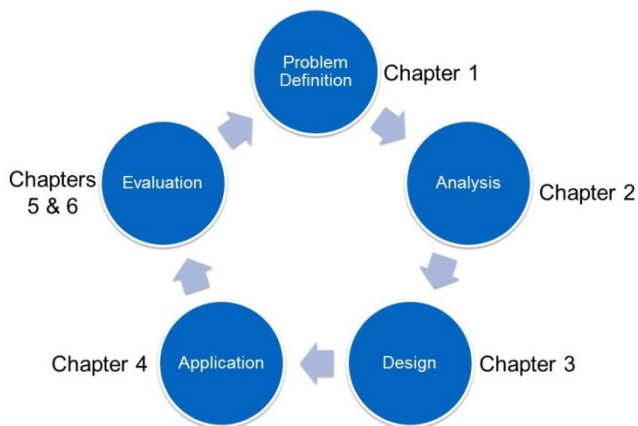 Problem
Definition
Chapter 1
Analysis
Chapter 2
Design
Chapter 3
Application
Chapter 4
Evaluation
Chapters
5 & 6